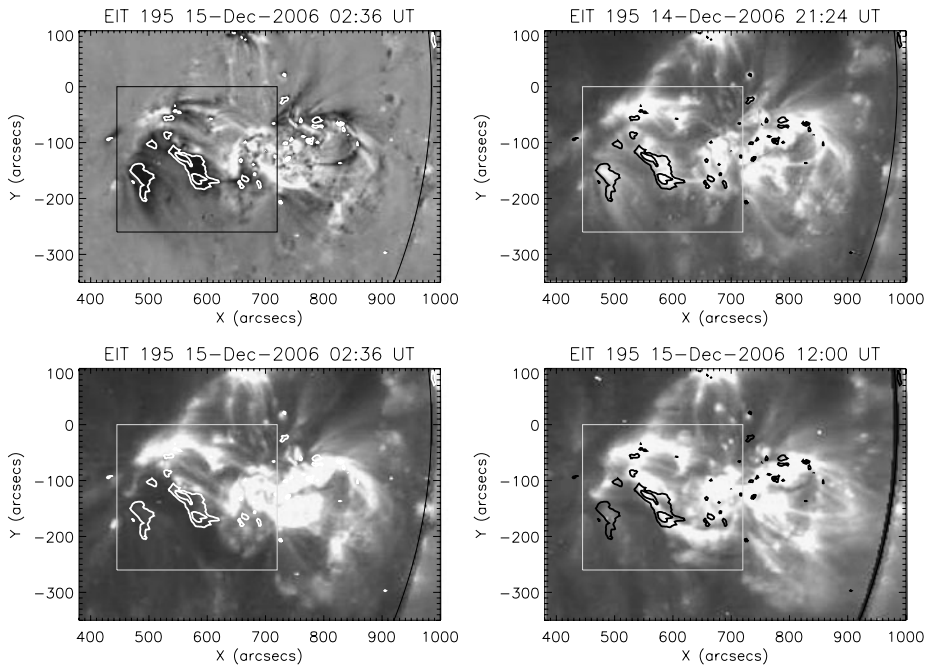 EIT 195 15-Dec-2006 02:36 UT
EIT 195 14-Dec-2006 21:24 UT
100
0
-100
-200
-300
Y (arcsecs)
400 500 600 700 800 900 1000
X (arcsecs)
100
0
-100
-200
-300
Y (arcsecs)
400 500 600 700 800 900 1000
X (arcsecs)
EIT 195 15-Dec-2006 02:36 UT
EIT 195 15-Dec-2006 12:00 UT
100
0
-100
-200
-300
Y (arcsecs)
400 500 600 700 800 900 1000
X (arcsecs)
100
0
-100
-200
-300
Y (arcsecs)
400 500 600 700 800 900 1000
X (arcsecs)